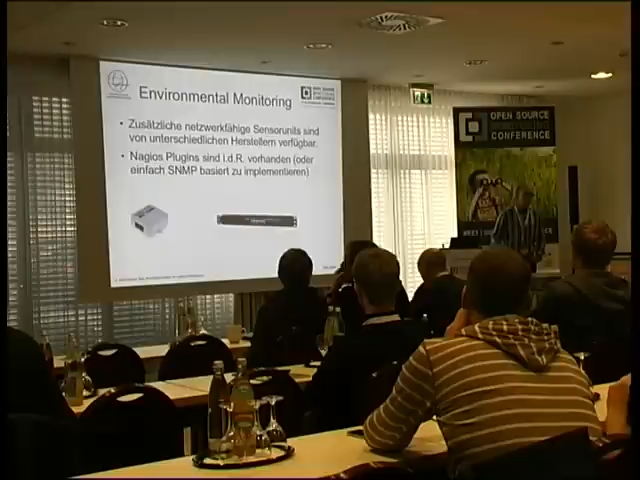 Environmental Monitoring
• Zusätzliche netzwerkfähige Sensorunits sind
von unterschiedlichen Herstellern verfügbar.
• Nagios Plugins sind i.d.R. vorhanden (oder
einfach SNMP basiert zu implementieren)
OPEN SOURCE
MONITORING
CONFERENCE